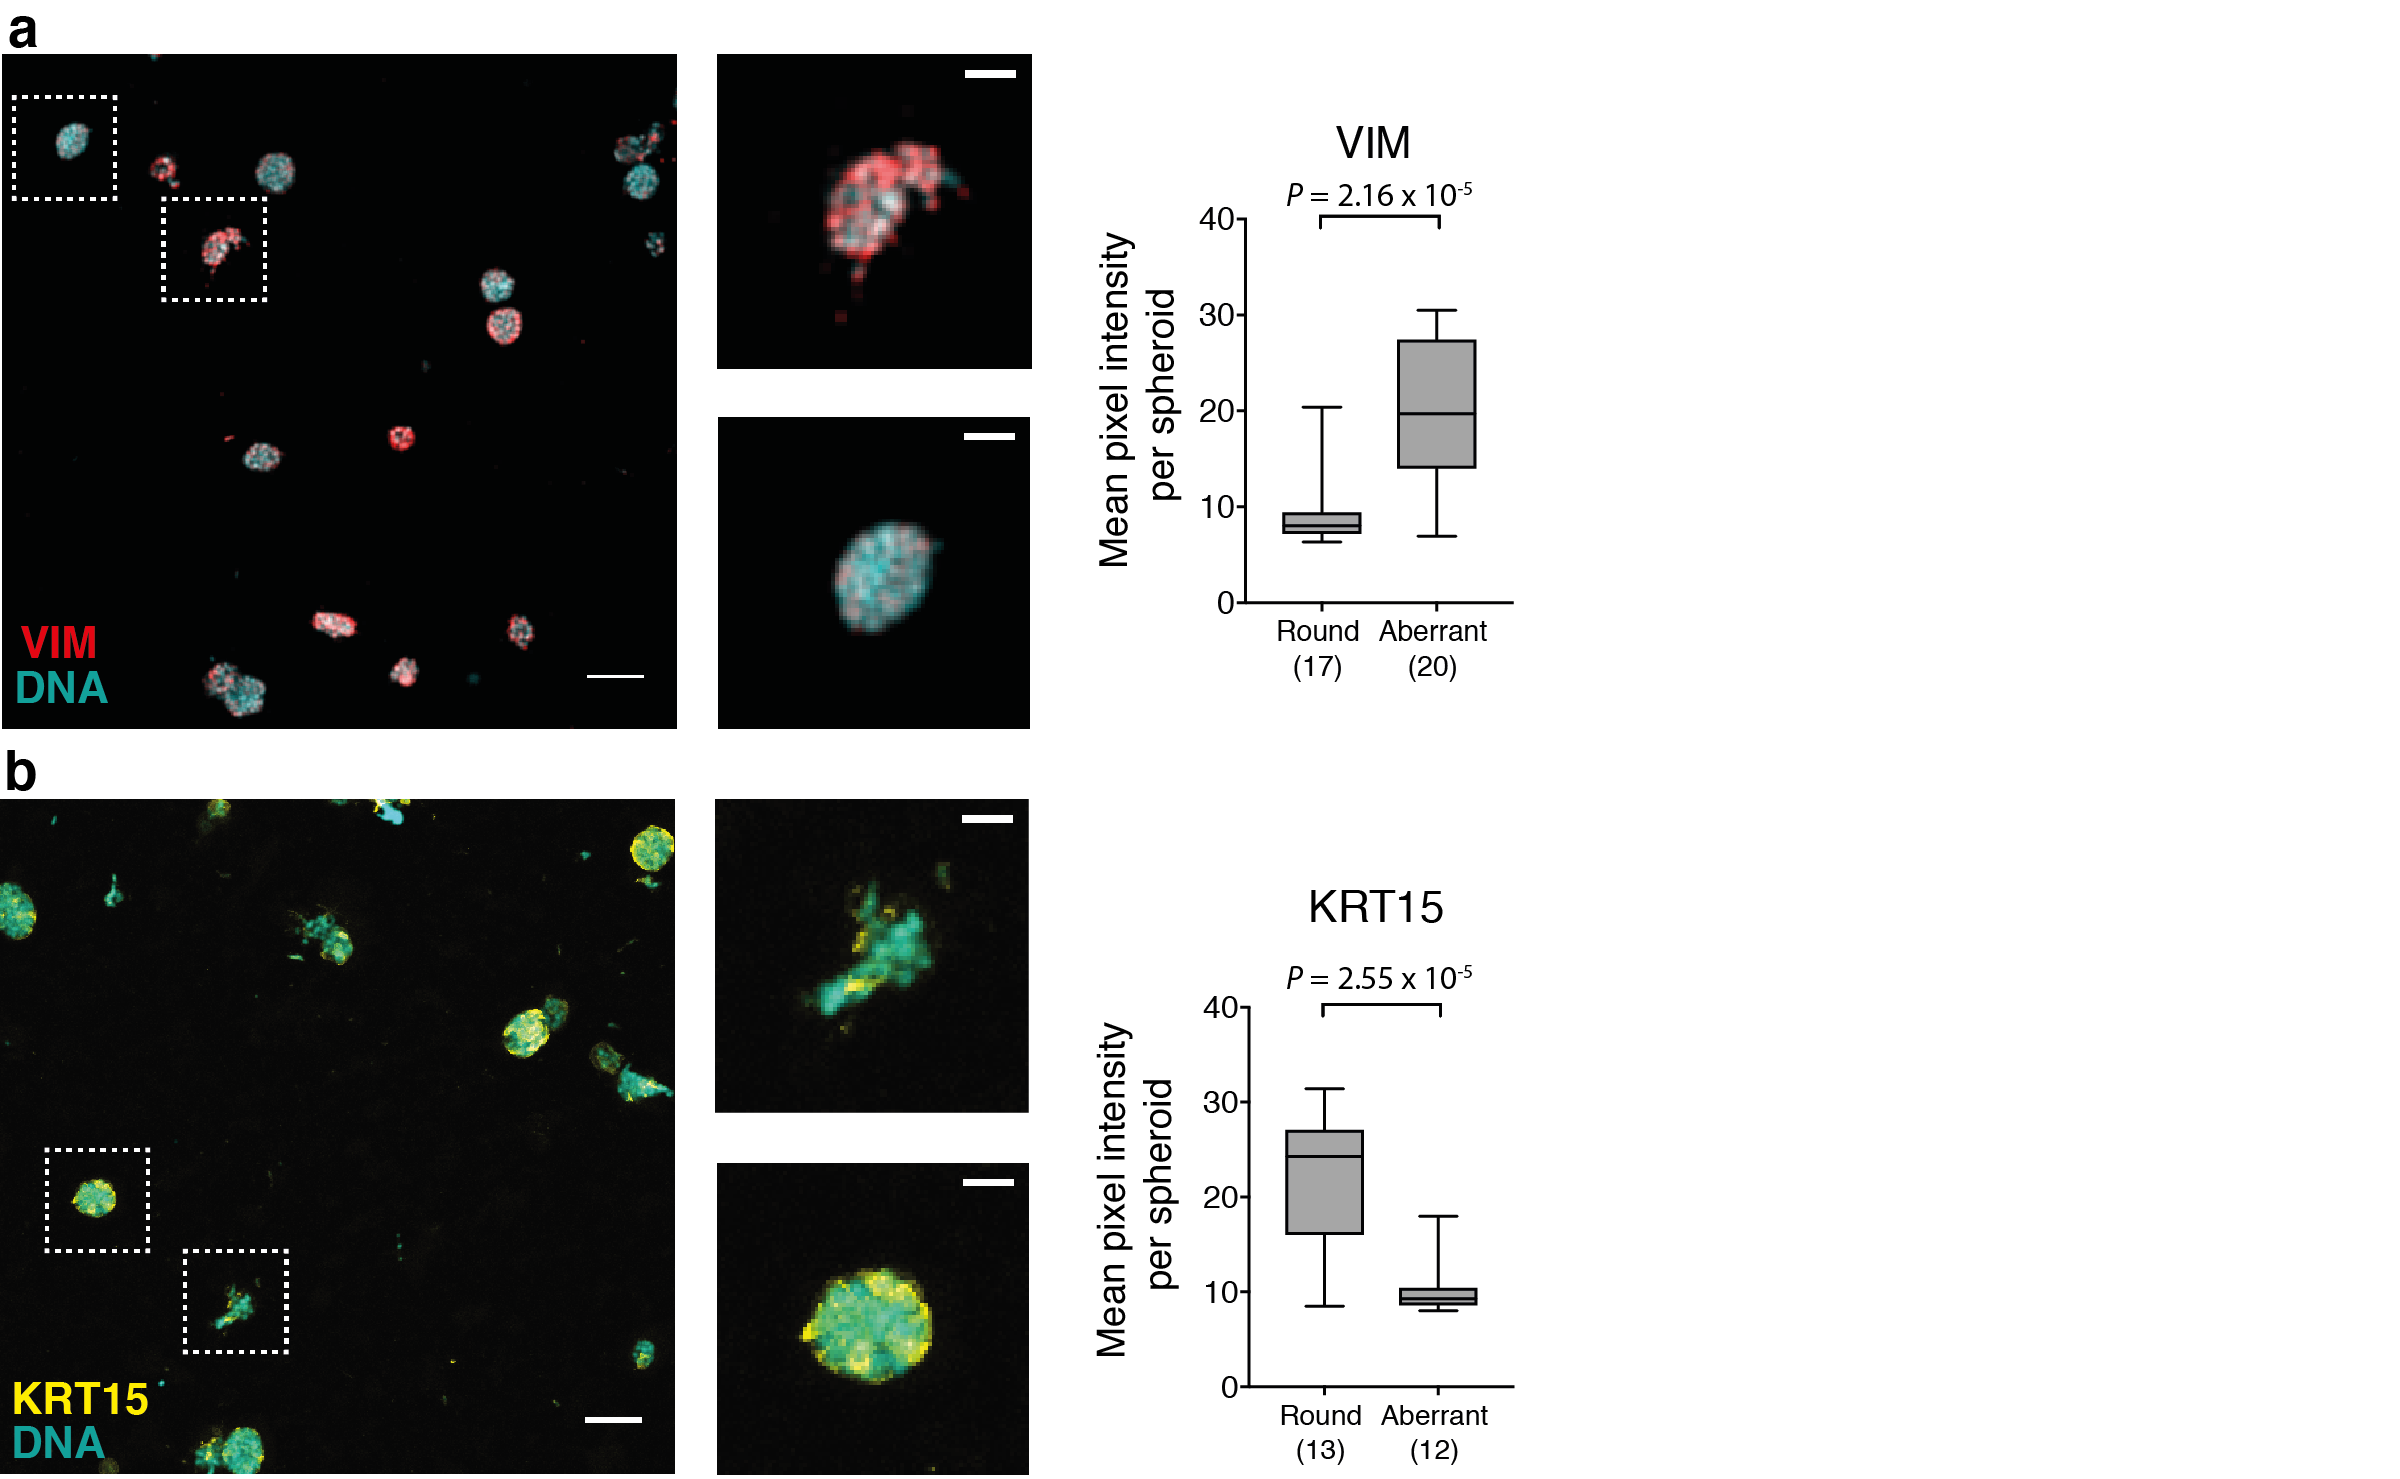 a
VIM
DNA
VIM
P = 2.16 x 10-5
Mean pixel intensity
per spheroid
40
30
20
10
0
Round Aberrant
(17) (20)
b
KRT15
DNA
KRT15
P = 2.55 x 10-5
Mean pixel intensity
per spheroid
40
30
20
10
0
Round Aberrant
(13) (12)